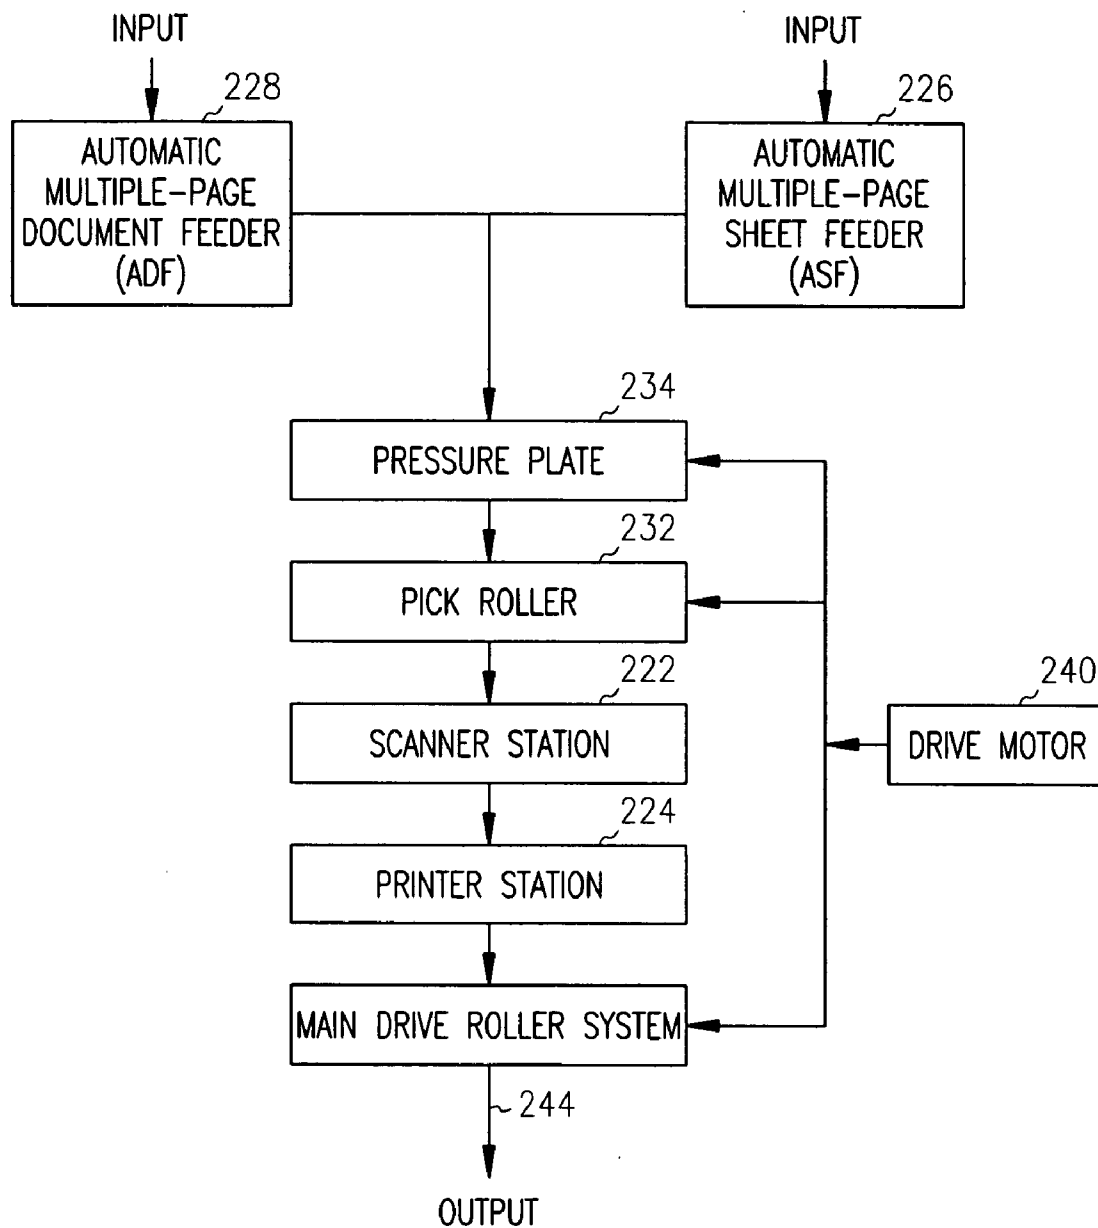 INPUT
INPUT
228
226
AUTOMATIC
MULTIPLE-PAGE
DOCUMENT FEEDER
(ADF)
AUTOMATIC
MULTIPLE-PAGE
SHEET FEEDER
(ASF)
234
PRESSURE PLATE
232
PICK ROLLER
222
SCANNER STATION
240
DRIVE MOTOR
224
PRINTER STATION
MAIN DRIVE ROLLER SYSTEM
244
OUTPUT